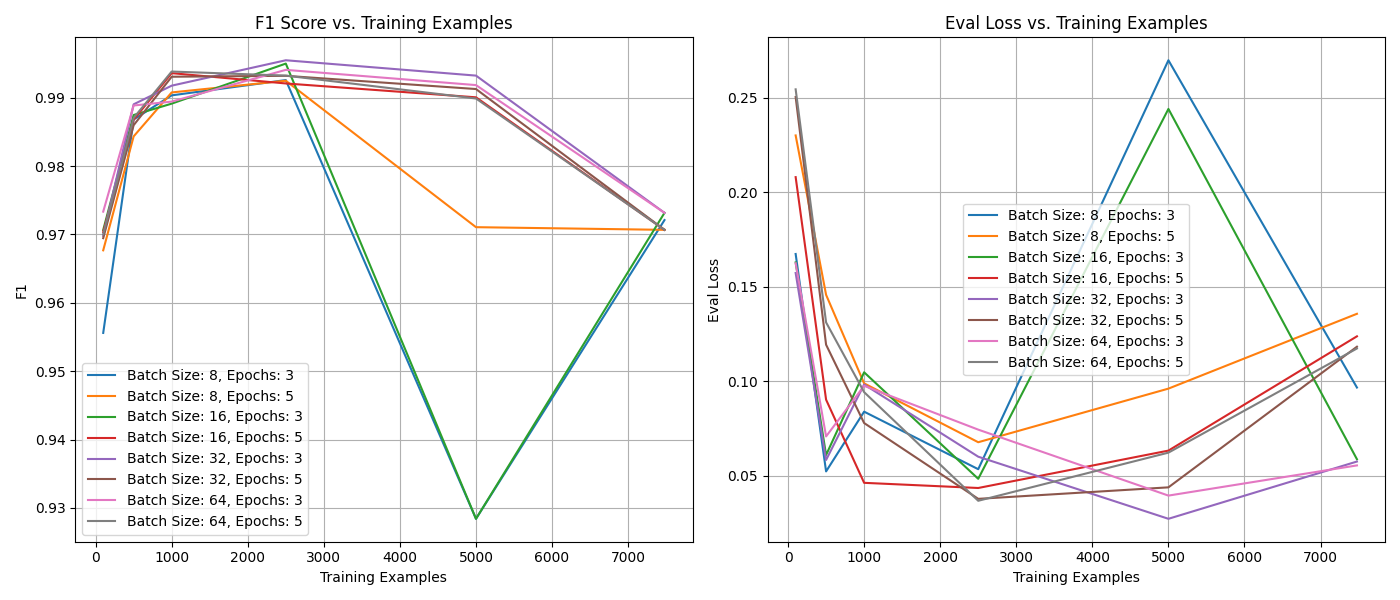 F1 Score vs. Training Examples
0.99
0.98
0.97
0.96
0.95
0.94
0.93
F1
Batch Size: 8, Epochs: 3
Batch Size: 8, Epochs: 5
Batch Size: 16, Epochs: 3
Batch Size: 16, Epochs: 5
Batch Size: 32, Epochs: 3
Batch Size: 32, Epochs: 5
Batch Size: 64, Epochs: 3
Batch Size: 64, Epochs: 5
0 1000 2000 3000 4000 5000 6000 7000
Training Examples
Eval Loss vs. Training Examples
0.25
0.20
0.15
0.10
0.05
Eval Loss
Batch Size: 8, Epochs: 3
Batch Size: 8, Epochs: 5
Batch Size: 16, Epochs: 3
Batch Size: 16, Epochs: 5
Batch Size: 32, Epochs: 3
Batch Size: 32, Epochs: 5
Batch Size: 64, Epochs: 3
Batch Size: 64, Epochs: 5
0 1000 2000 3000 4000 5000 6000 7000
Training Examples